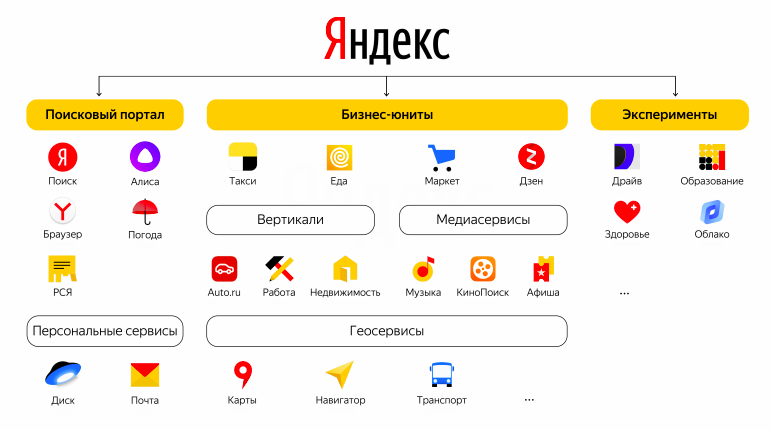 Яндекс
Поисковый портал
Бизнес-юниты
Эксперименты
Поиск
Алиса
Такси
Еда
Маркет
Дзен
Драйв
Образование
Браузер
Погода
Вертикали
Медиасервисы
Здоровье
Облако
РСЯ
Auto.ru
Работа
Недвижимость
Музыка
КиноПоиск
Афиша
...
Персональные сервисы
Геосервисы
Диск
Почта
Карты
Навигатор
Транспорт
...